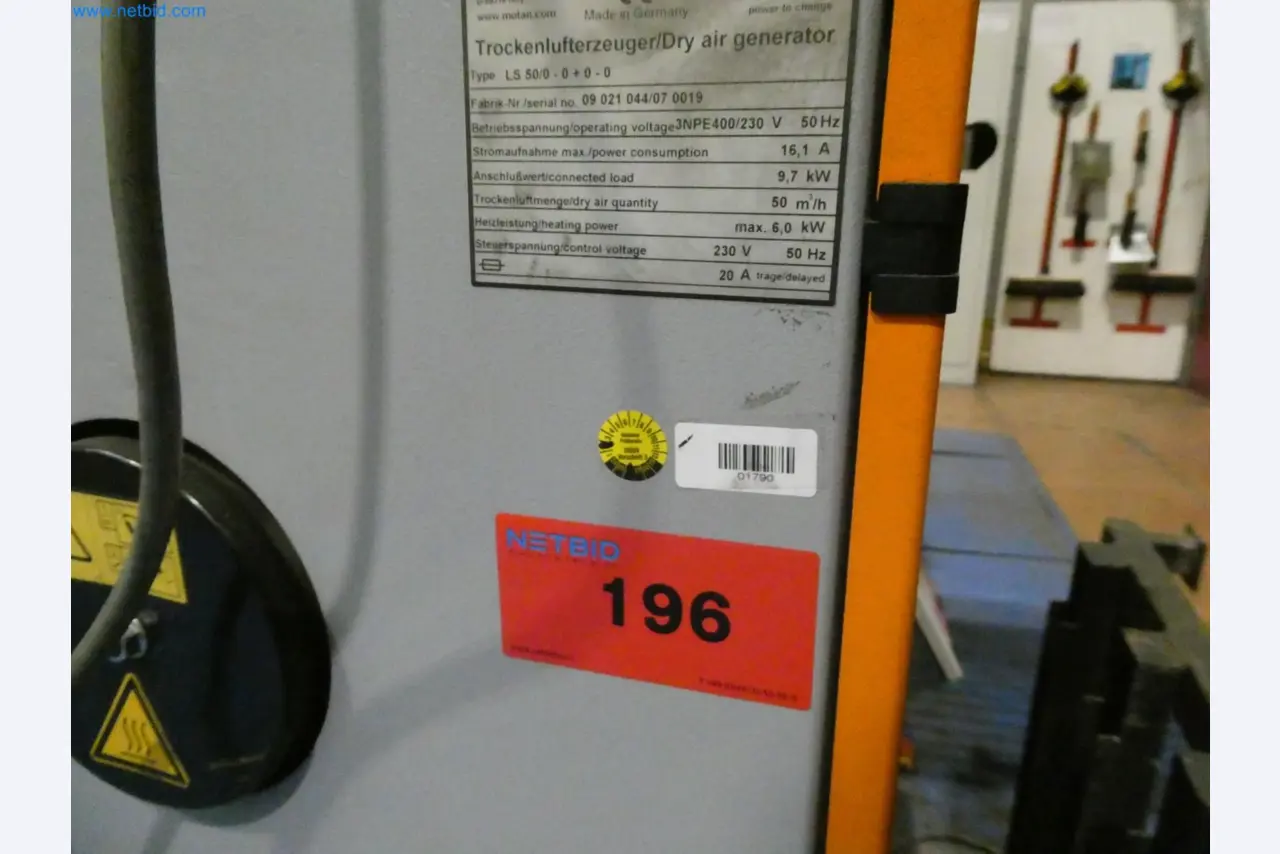 www.netbid.com
www.motan.com Made in Germany power to change
Trockenlufterzeuger/Dry air generator
Type LS 50/0 - 0 + 0 - 0
Fabrik-Nr./serial no. 09 021 044/07 0019
Betriebsspannung/operating voltage 3NPE400/230 V 50 Hz
Stromaufnahme max./power consumption 16,1 A
Anschlußwert/connected load 9,7 kW
Trockenluftmenge/dry air quantity 50 m³/h
Heizleistung/heating power max. 6,0 kW
Steuerspannung/control voltage 230 V 50 Hz
20 A trage/delayed
01790
NETBID
196